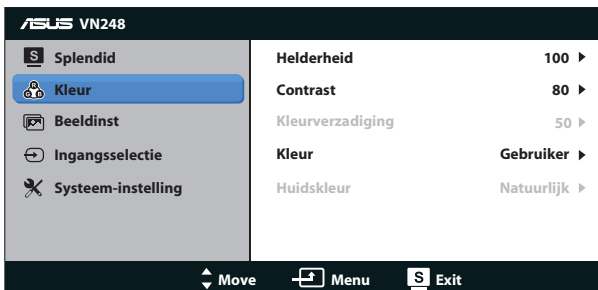 ASUS VN248
S Splendid
Kleur
Beeldinst
Ingangsselectie
Systeem-instelling
Helderheid 100
Contrast 80
Kleurverzadiging 50
Kleur Gebruiker
Huidskleur Natuurlijk
Move Menu S Exit